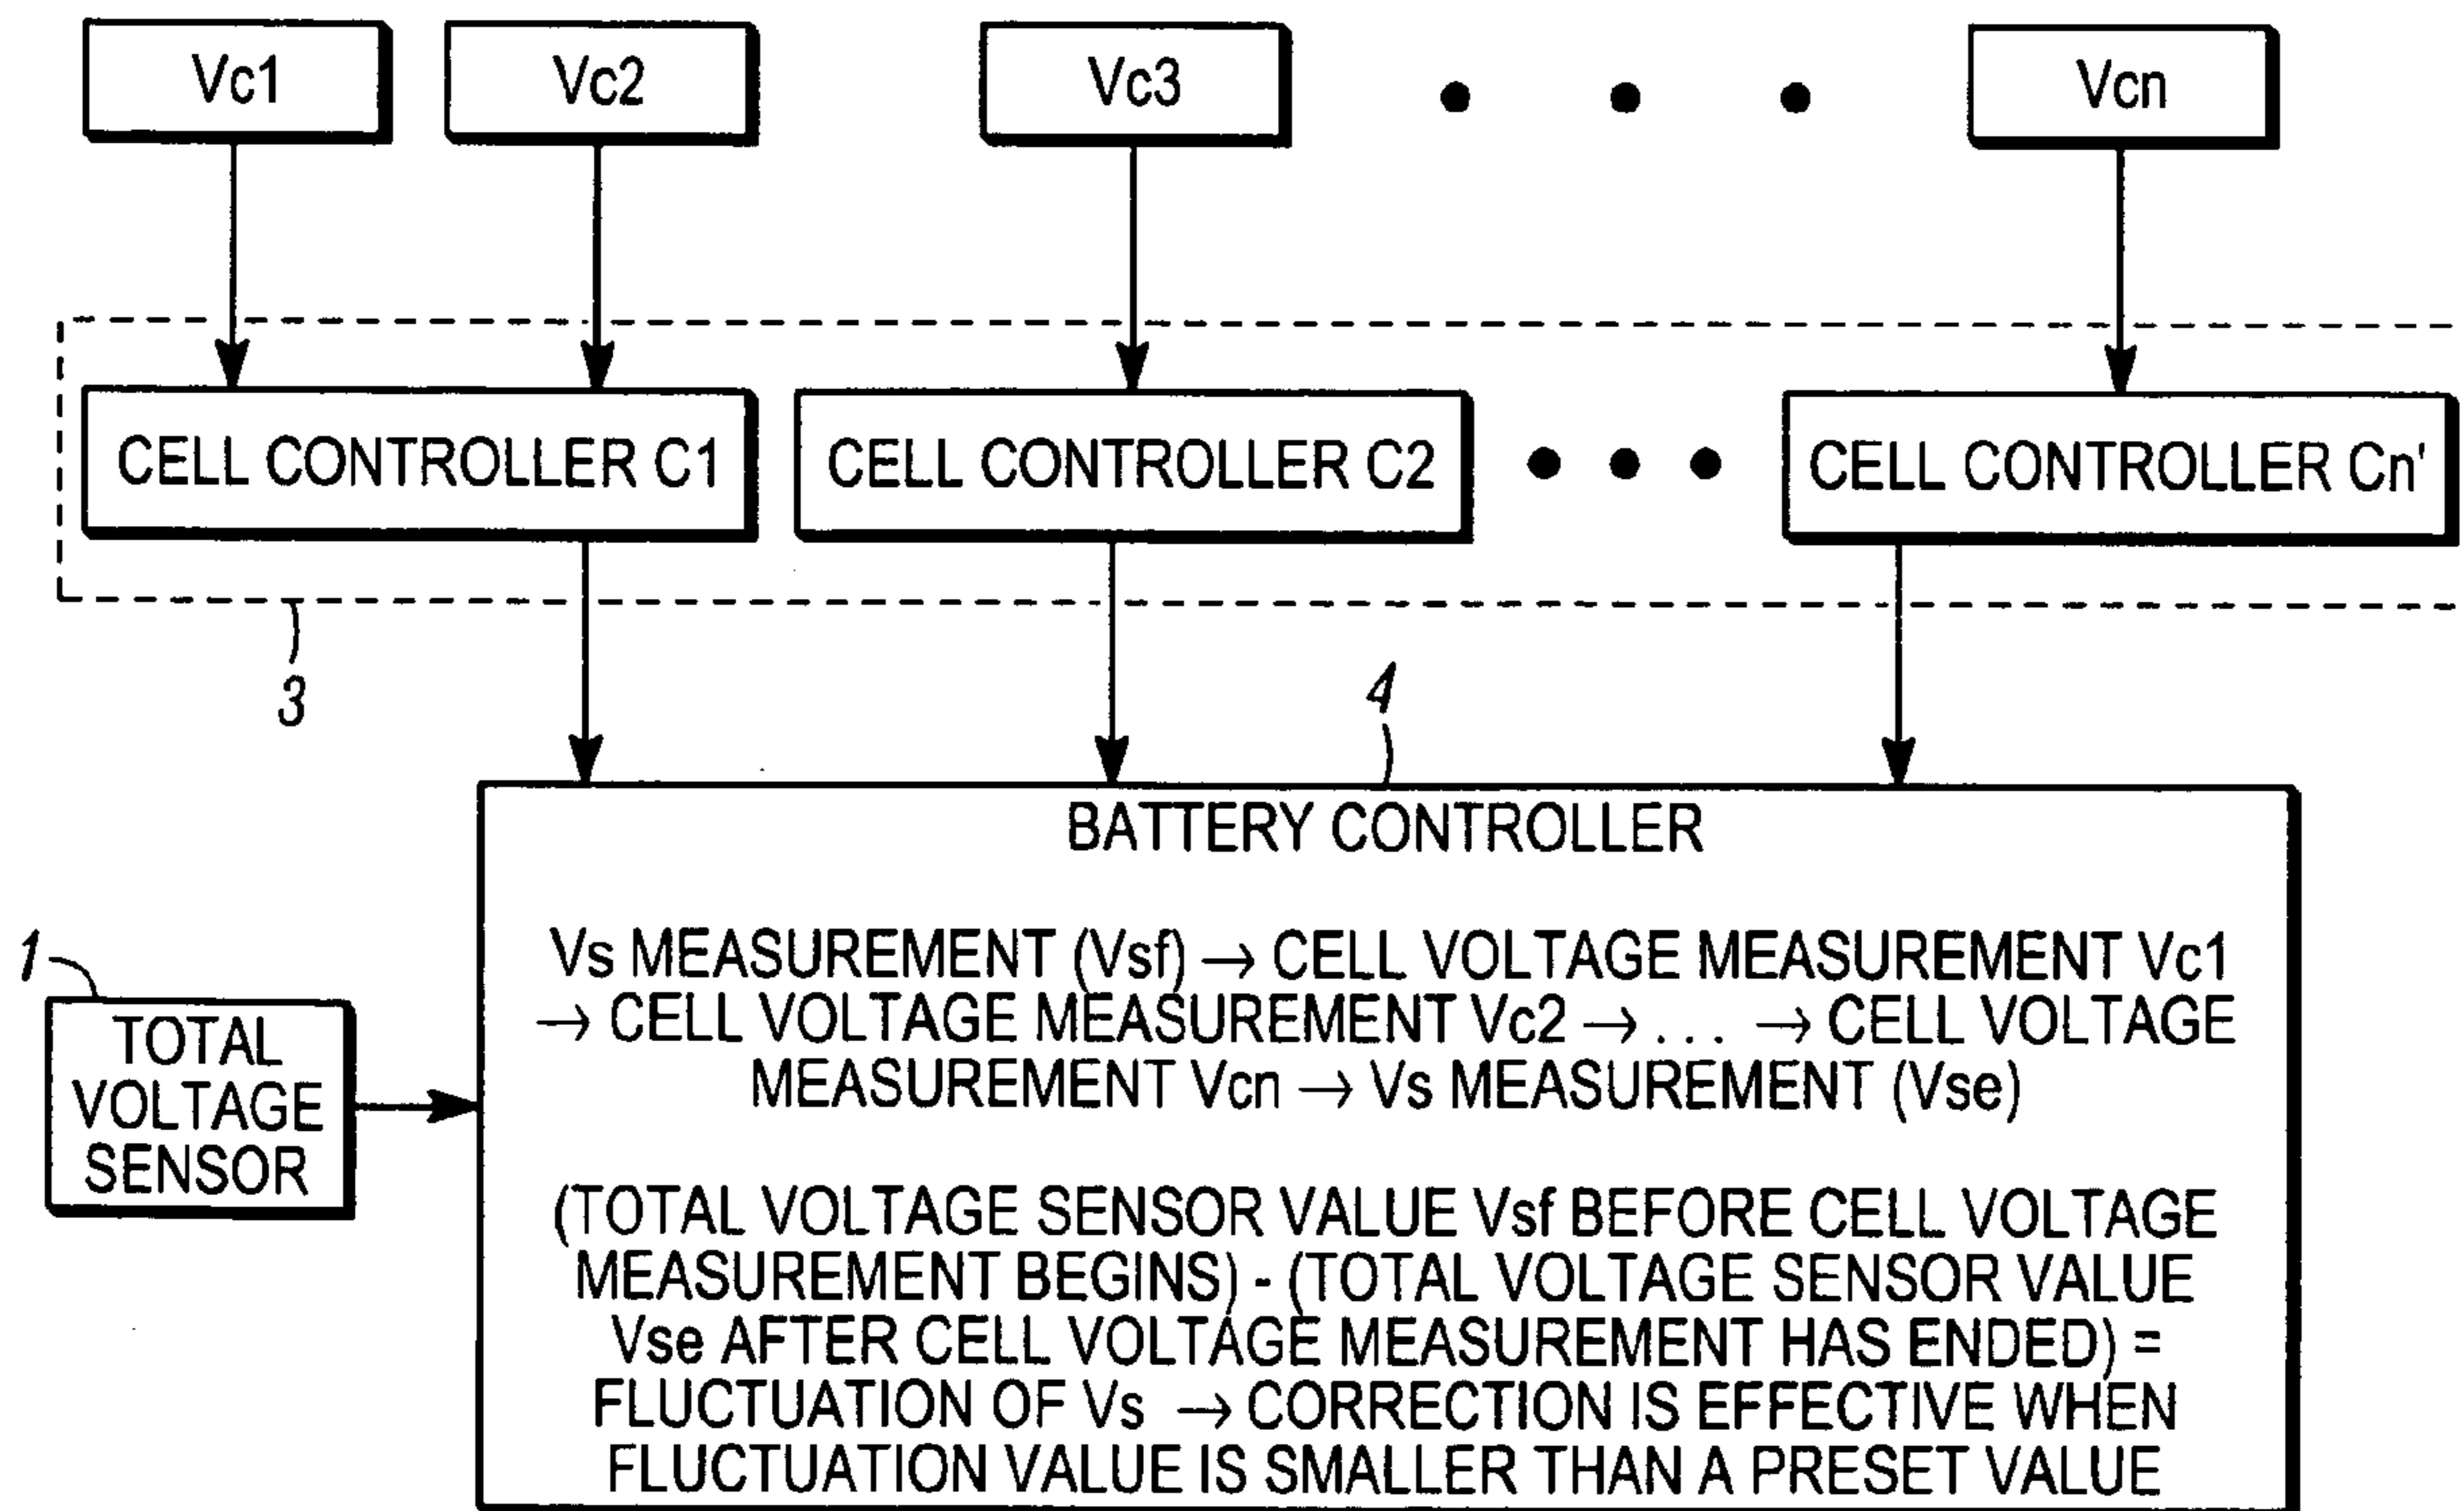 Vc1
Vc2
Vc3
• • •
Vcn
CELL CONTROLLER C1
CELL CONTROLLER C2
• • •
CELL CONTROLLER Cn'
3
4
BATTERY CONTROLLER
Vs MEASUREMENT (Vsf) → CELL VOLTAGE MEASUREMENT Vc1
→ CELL VOLTAGE MEASUREMENT Vc2 → . . . → CELL VOLTAGE
MEASUREMENT Vcn → Vs MEASUREMENT (Vse)
1
TOTAL
VOLTAGE
SENSOR
(TOTAL VOLTAGE SENSOR VALUE Vsf BEFORE CELL VOLTAGE
MEASUREMENT BEGINS) - (TOTAL VOLTAGE SENSOR VALUE
Vse AFTER CELL VOLTAGE MEASUREMENT HAS ENDED) =
FLUCTUATION OF Vs → CORRECTION IS EFFECTIVE WHEN
FLUCTUATION VALUE IS SMALLER THAN A PRESET VALUE